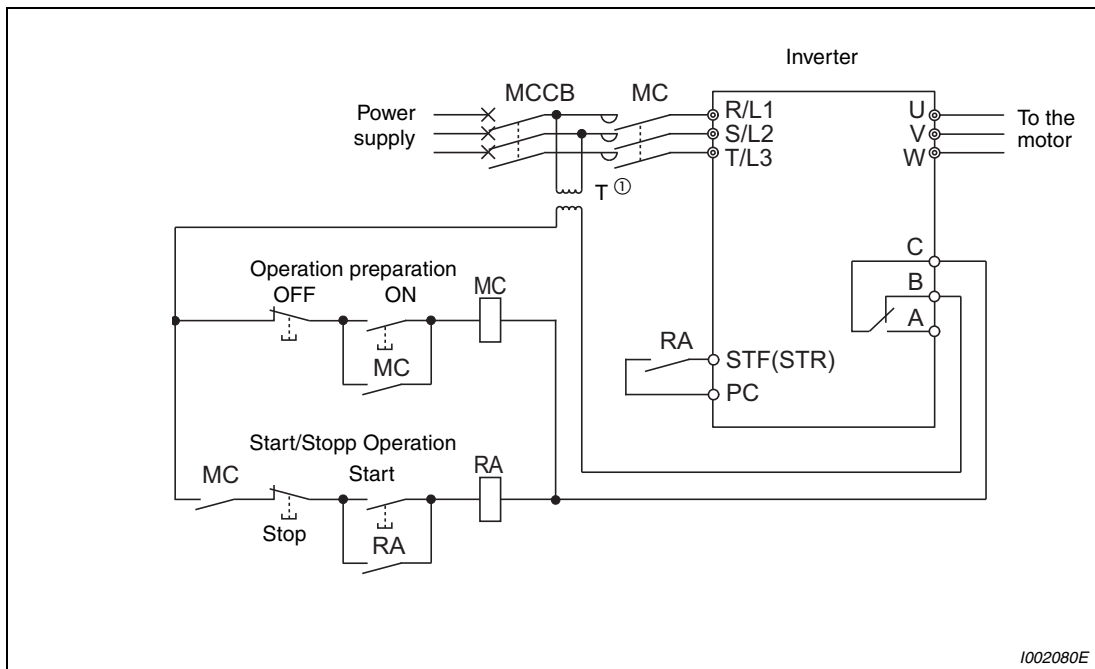 Inverter
MCCB
MC
Power
supply
R/L1
S/L2
T/L3
U
V
W
To the
motor
T ①
C
B
A
Operation preparation
OFF
ON
MC
MC
RA
STF(STR)
PC
Start/Stopp Operation
MC
Start
RA
Stop
RA
I002080E